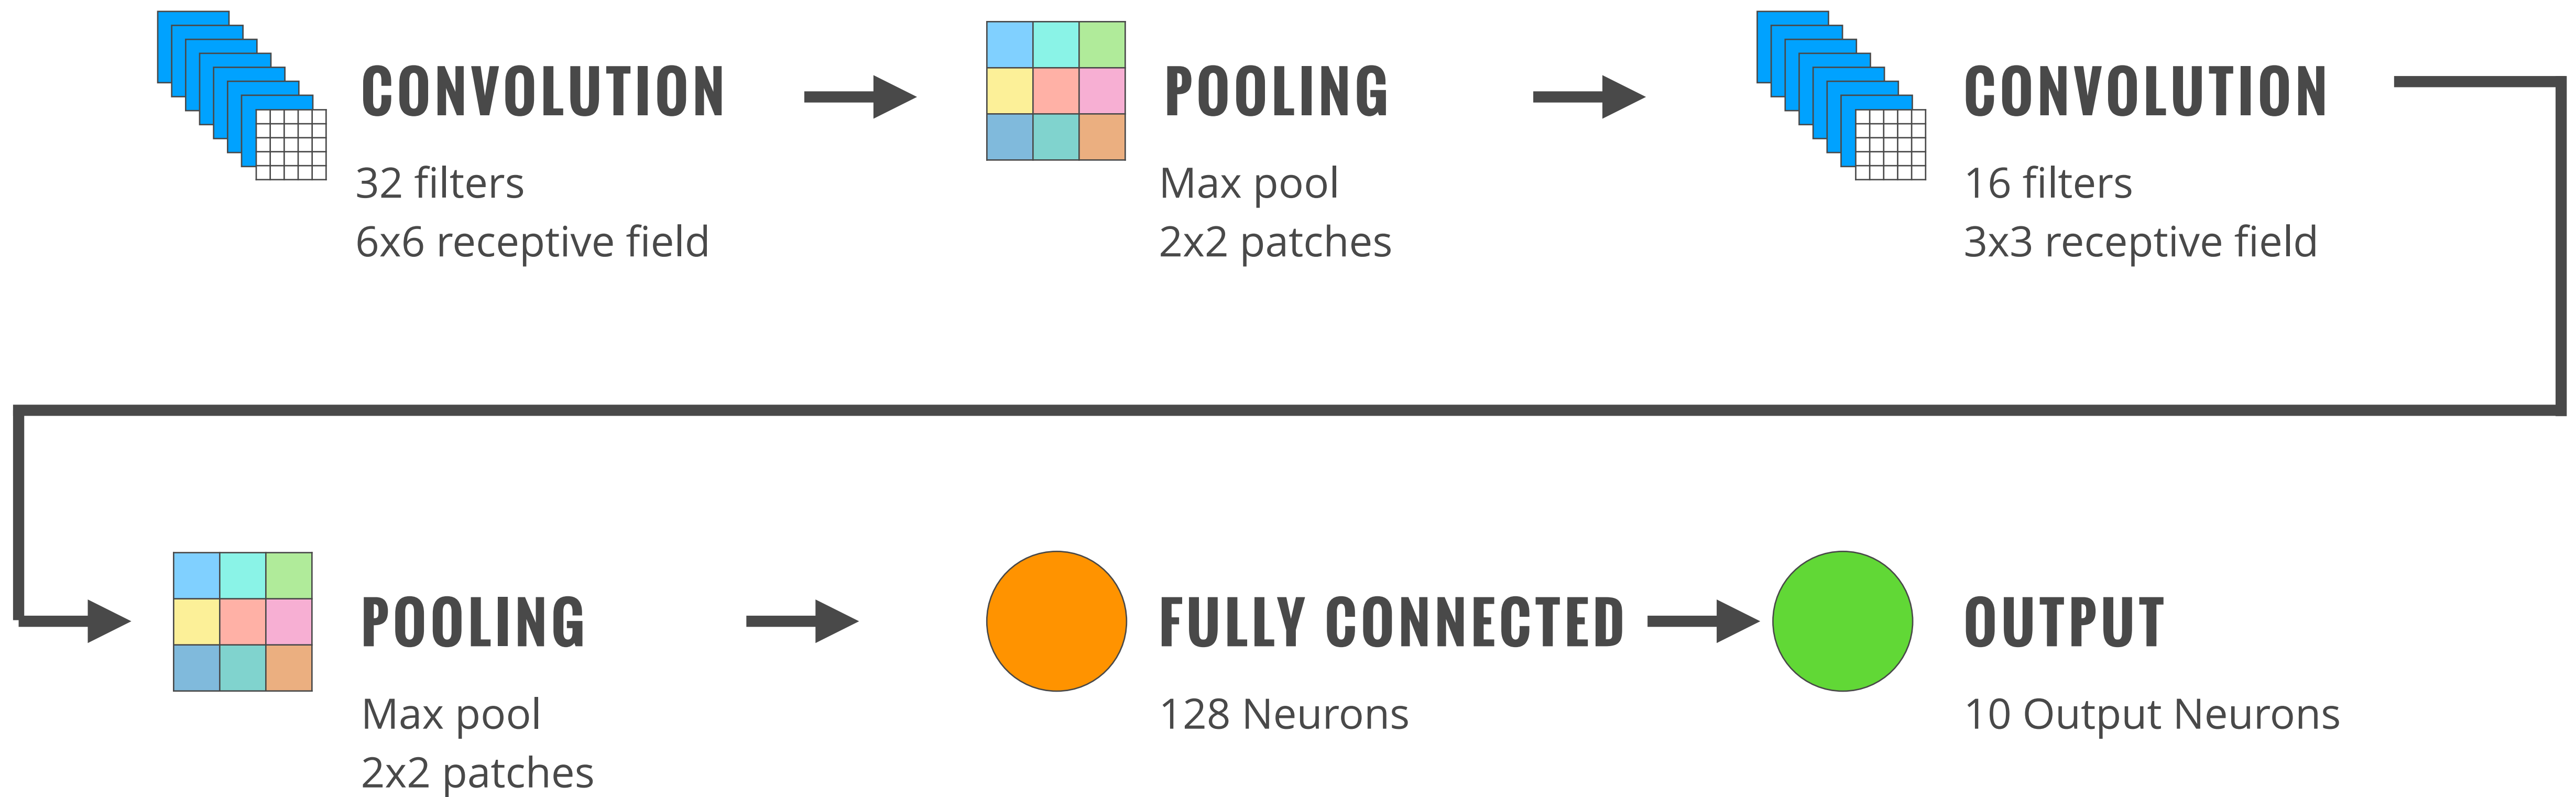 CONVOLUTION
32 filters
6x6 receptive field
POOLING
Max pool
2x2 patches
CONVOLUTION
16 filters
3x3 receptive field
POOLING
Max pool
2x2 patches
FULLY CONNECTED
128 Neurons
OUTPUT
10 Output Neurons